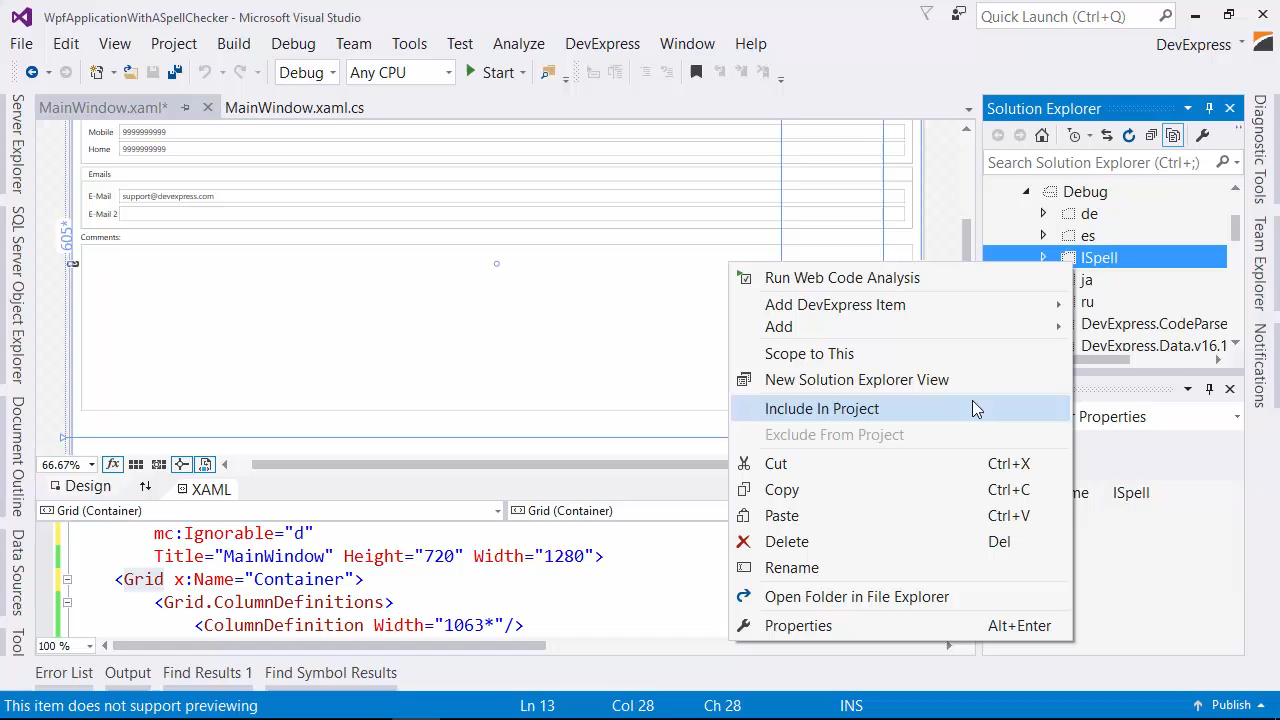 WpfApplicationWithASpellChecker - Microsoft Visual Studio
Quick Launch (Ctrl+Q)
File Edit View Project Build Debug Team Tools Test Analyze DevExpress Window Help
DevExpress
Debug Any CPU Start
MainWindow.xaml* MainWindow.xaml.cs
Server Explorer
SQL Server Object Explorer
Document Outline
Data Sources
Tool
Mobile 9999999999
Home 9999999999
Emails
E-Mail support@devexpress.com
E-Mail 2
Comments:
605*
66.67% fx
Design XAML
Grid (Container) Grid (Container)
mc:Ignorable="d"
Title="MainWindow" Height="720" Width="1280">
<Grid x:Name="Container">
<Grid.ColumnDefinitions>
<ColumnDefinition Width="1063*"/>
100 %
Run Web Code Analysis
Add DevExpress Item
Add
Scope to This
New Solution Explorer View
Include In Project
Exclude From Project
Cut Ctrl+X
Copy Ctrl+C
Paste Ctrl+V
Delete Del
Rename
Open Folder in File Explorer
Properties Alt+Enter
Solution Explorer
Search Solution Explorer (Ctrl+;)
Debug
de
es
ISpell
ja
ru
DevExpress.CodeParse
DevExpress.Data.v16.1
r Properties
me ISpell
Diagnostic Tools
Team Explorer
Notifications
Error List Output Find Results 1 Find Symbol Results
This item does not support previewing Ln 13 Col 28 Ch 28 INS Publish